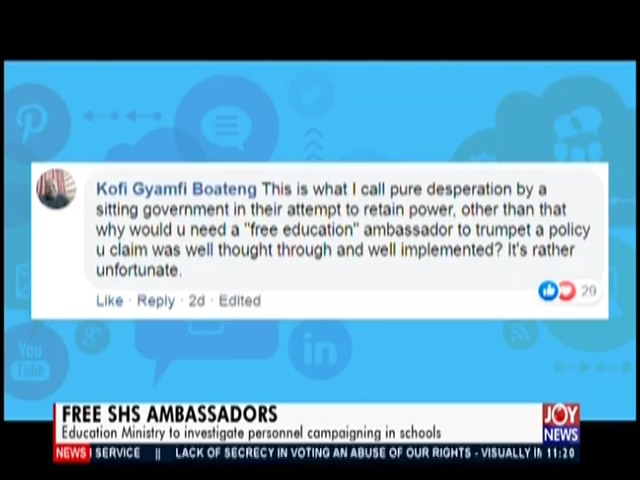 Kofi Gyamfi Boateng This is what I call pure desperation by a
sitting government in their attempt to retain power, other than that
why would u need a "free education" ambassador to trumpet a policy
u claim was well thought through and well implemented? It's rather
unfortunate.
Like · Reply · 2d · Edited
29
You
Tube
g+
in
FREE SHS AMBASSADORS
Education Ministry to investigate personnel campaigning in schools
JOY
NEWS
NEWS SERVICE || LACK OF SECRECY IN VOTING AN ABUSE OF OUR RIGHTS - VISUALLY IM 11:20